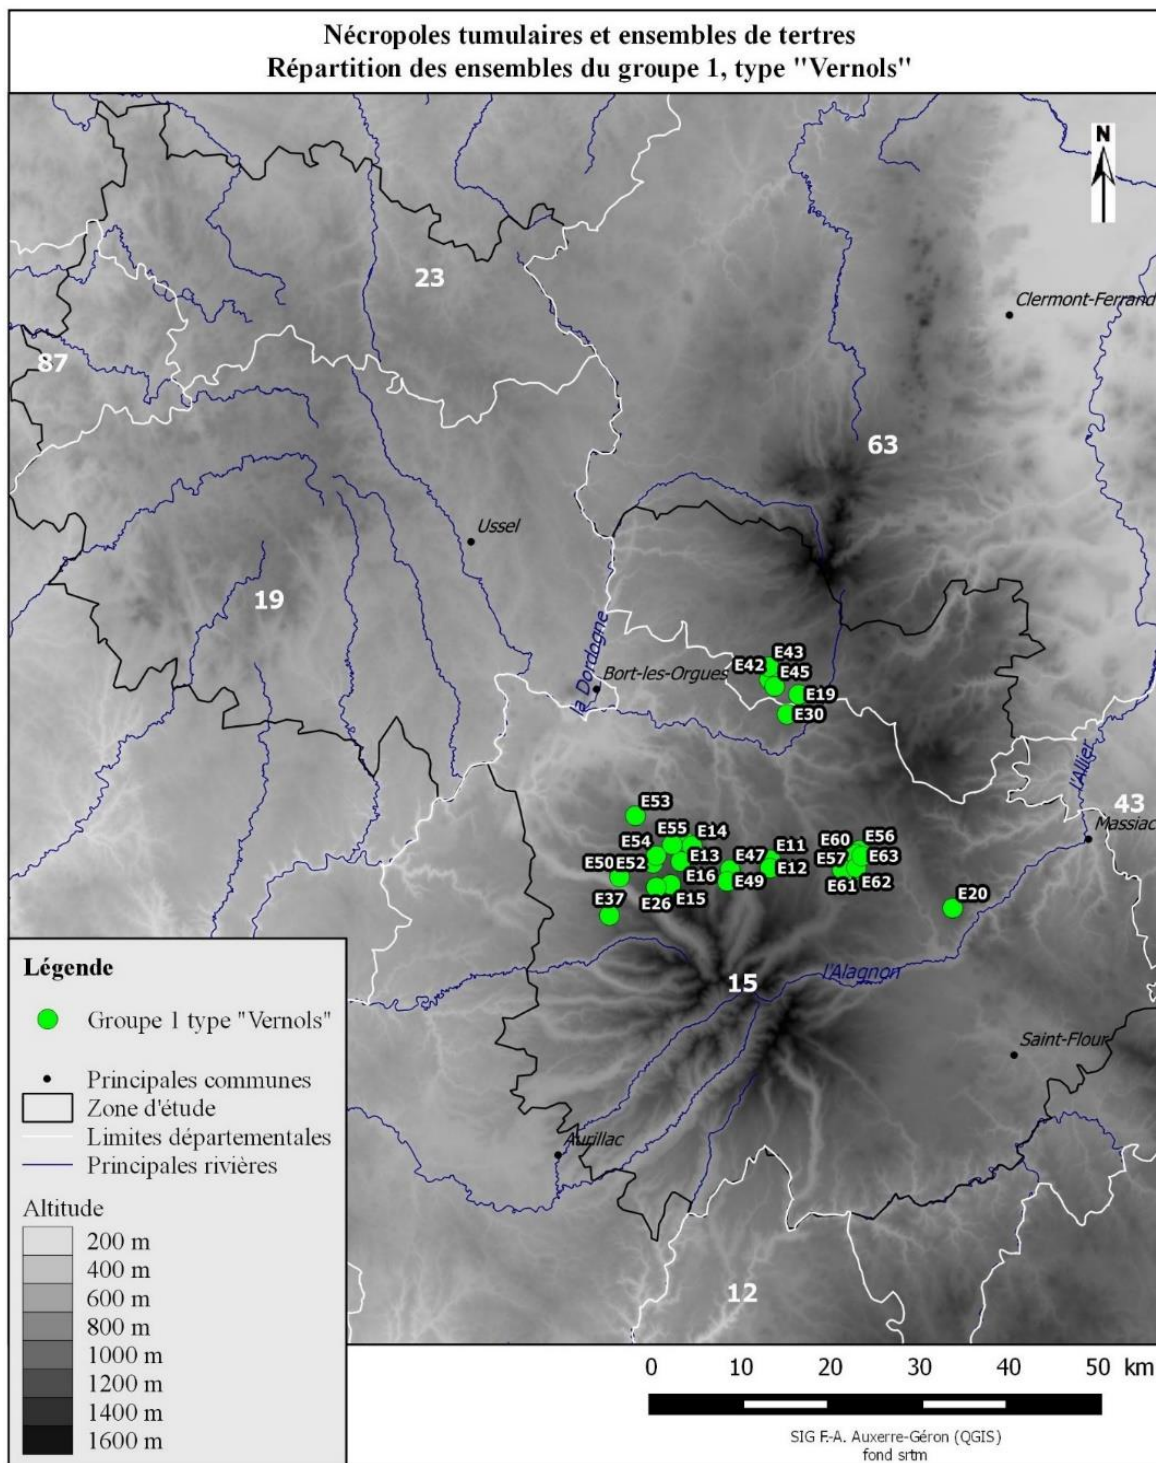 Nécropoles tumulaires et ensembles de tertres
Répartition des ensembles du groupe 1, type "Vernols"
N
23
Clermont-Ferrand
87
63
Ussel
19
la Dordogne
Bort-les-Orgues
E43
E42
E45
E19
E30
l'Allier
43
Massiac
E53
E55
E14
E54
E13
E50
E52
E16
E47
E49
E11
E12
E60
E56
E57
E63
E61
E62
E37
E26
E15
E20
l'Alagnon
15
Saint-Flour
Aurillac
12
Légende
Groupe 1 type "Vernols"
Principales communes
Zone d'étude
Limites départementales
Principales rivières
Altitude
200 m
400 m
600 m
800 m
1000 m
1200 m
1400 m
1600 m
0 10 20 30 40 50 km
SIG F.-A. Auxerre-Géron (QGIS)
fond srtm